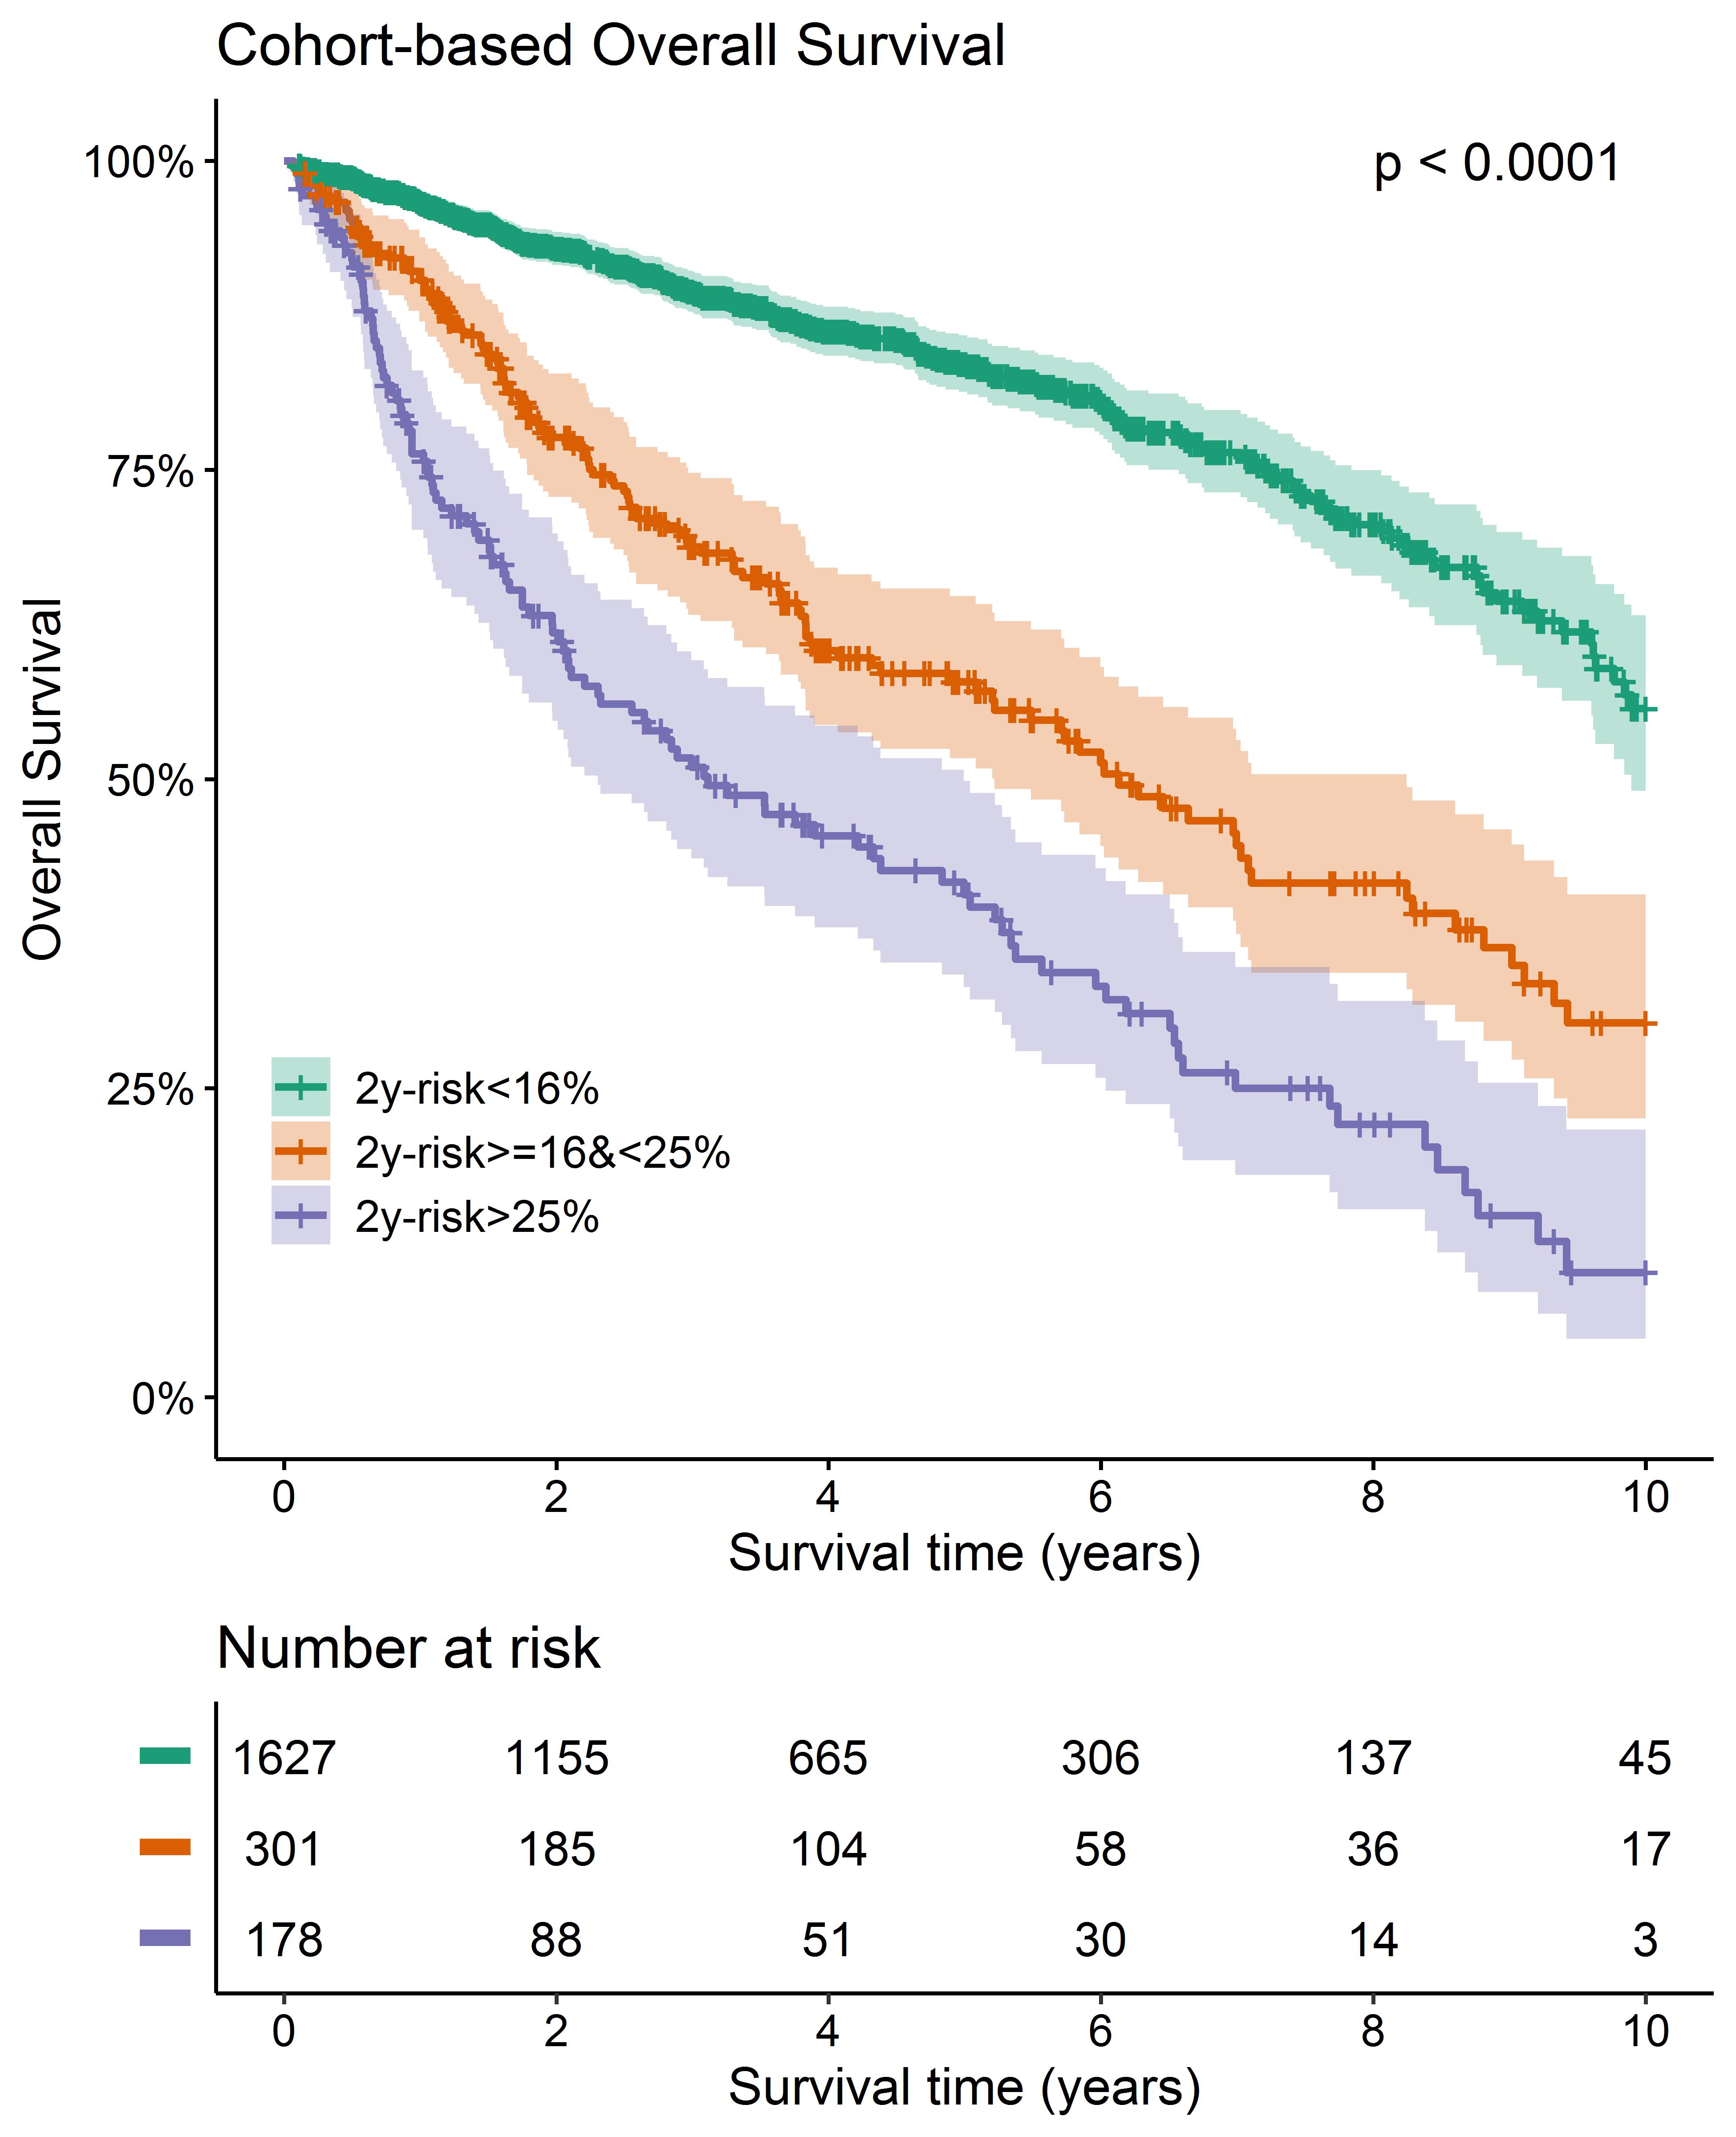 Cohort-based Overall Survival
100%
p < 0.0001
75%
50%
25%
0%
Overall Survival
2y-risk<16%
2y-risk>=16&<25%
2y-risk>25%
0 2 4 6 8 10
Survival time (years)
Number at risk
1627 1155 665 306 137 45
301 185 104 58 36 17
178 88 51 30 14 3
0 2 4 6 8 10
Survival time (years)